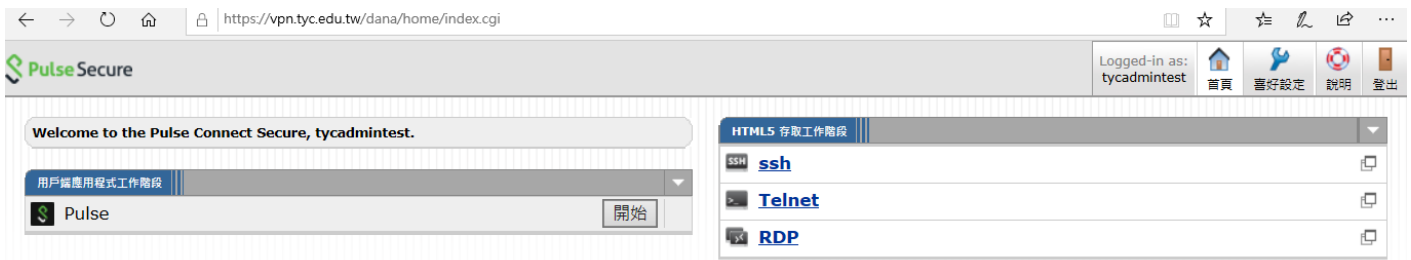 https://vpn.tyc.edu.tw/dana/home/index.cgi
Pulse Secure
Logged-in as:
tycadmintest
首頁
喜好設定
說明
登出
Welcome to the Pulse Connect Secure, tycadmintest.
用戶端應用程式工作階段
Pulse
開始
HTML5 存取工作階段
SSH
ssh
Telnet
RDP